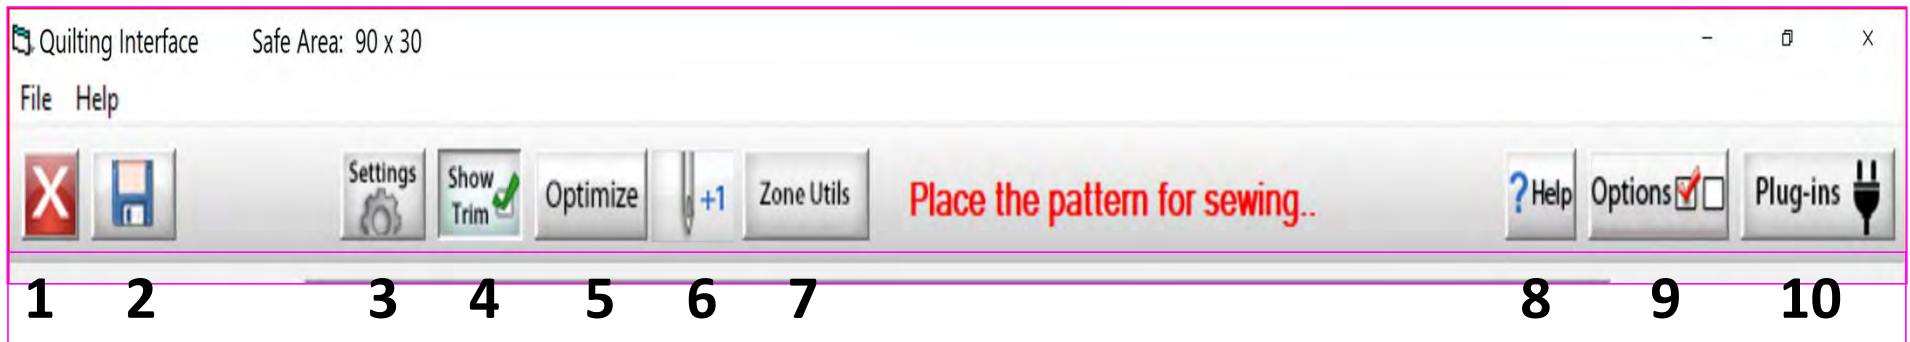 Quilting Interface Safe Area: 90 x 30
File Help
X Settings Show Trim Optimize +1 Zone Utils Place the pattern for sewing.. ? Help Options Plug-ins
1 2 3 4 5 6 7 8 9 10